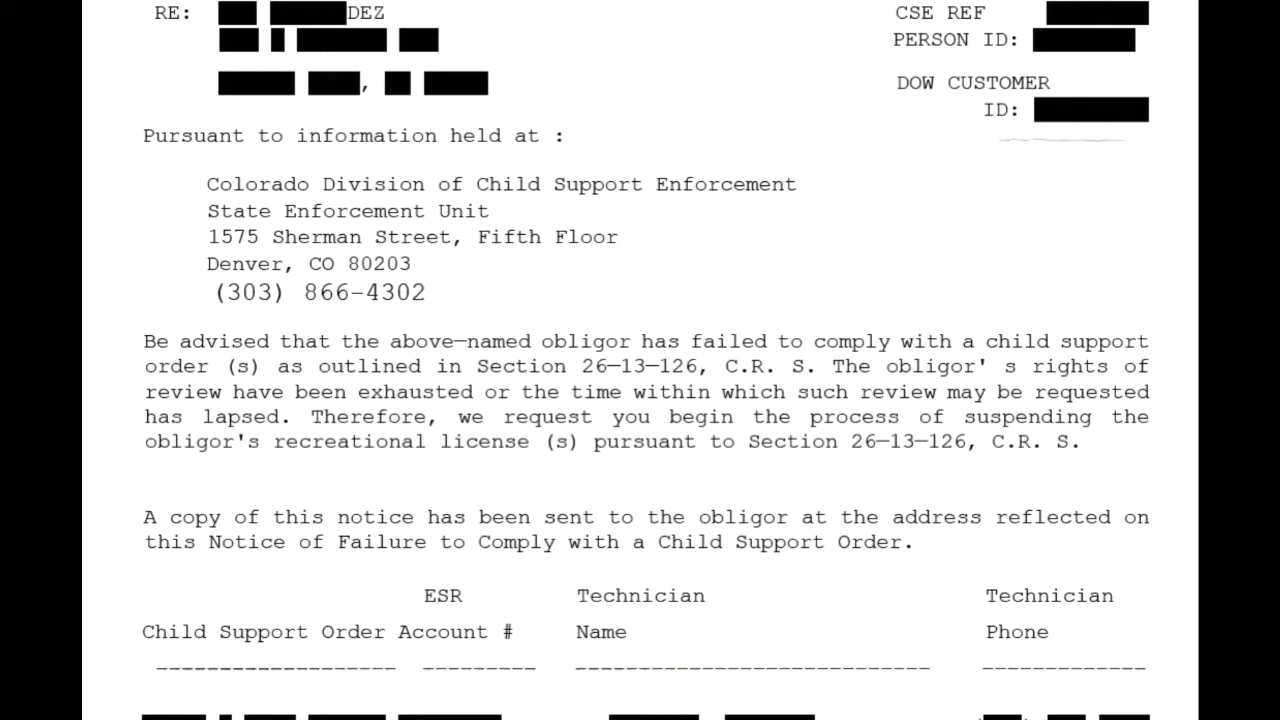 RE: DEZ
CSE REF
PERSON ID:
,
DOW CUSTOMER
ID:
Pursuant to information held at :
Colorado Division of Child Support Enforcement
State Enforcement Unit
1575 Sherman Street, Fifth Floor
Denver, CO 80203
(303) 866-4302
Be advised that the above—named obligor has failed to comply with a child support
order (s) as outlined in Section 26—13—126, C.R. S. The obligor' s rights of
review have been exhausted or the time within which such review may be requested
has lapsed. Therefore, we request you begin the process of suspending the
obligor's recreational license (s) pursuant to Section 26—13—126, C.R. S.
A copy of this notice has been sent to the obligor at the address reflected on
this Notice of Failure to Comply with a Child Support Order.
ESR Technician Technician
Child Support Order Account # Name Phone